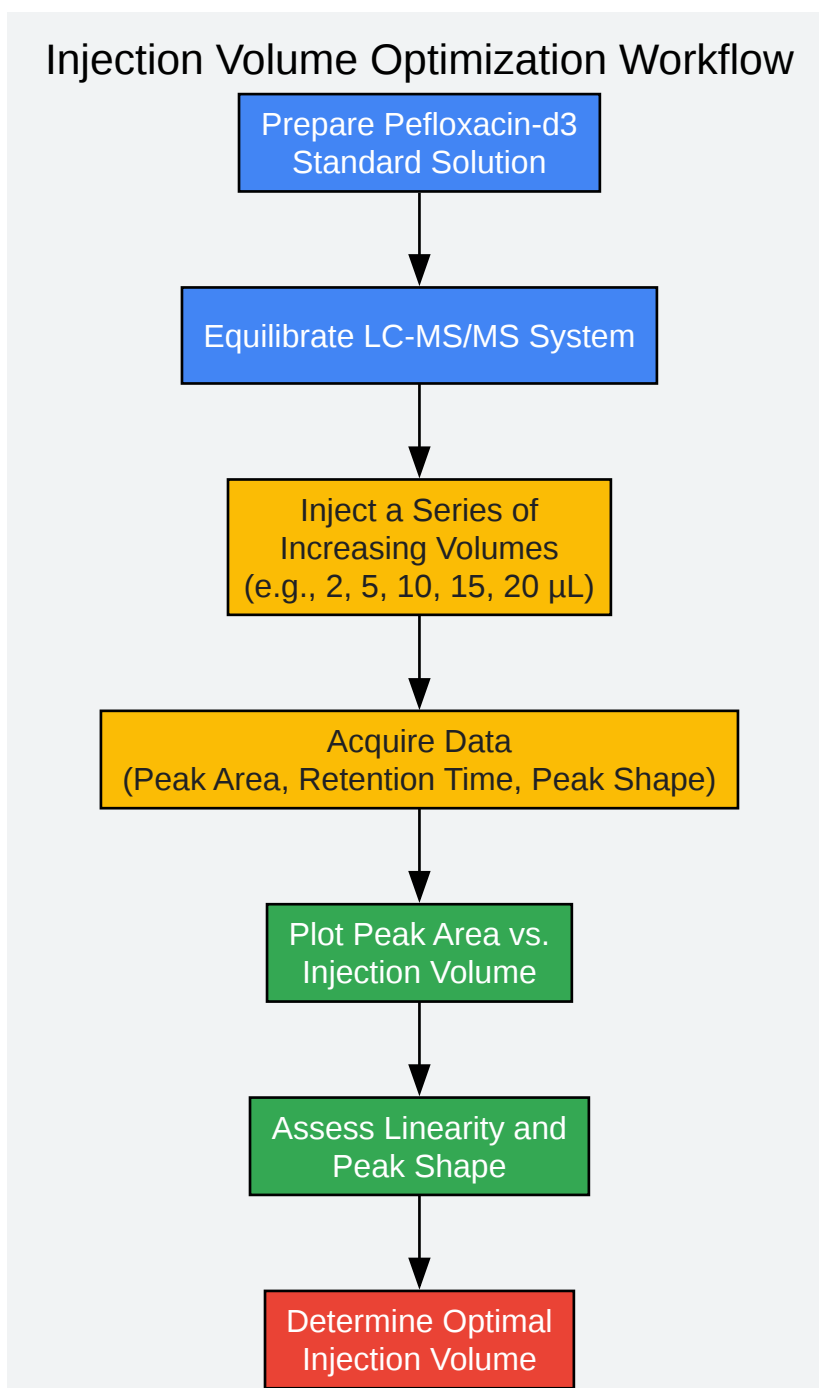 Injection Volume Optimization Workflow
Prepare Pefloxacin-d3
Standard Solution
Equilibrate LC-MS/MS System
Inject a Series of
Increasing Volumes
(e.g., 2, 5, 10, 15, 20 µL)
Acquire Data
(Peak Area, Retention Time, Peak Shape)
Plot Peak Area vs.
Injection Volume
Assess Linearity and
Peak Shape
Determine Optimal
Injection Volume